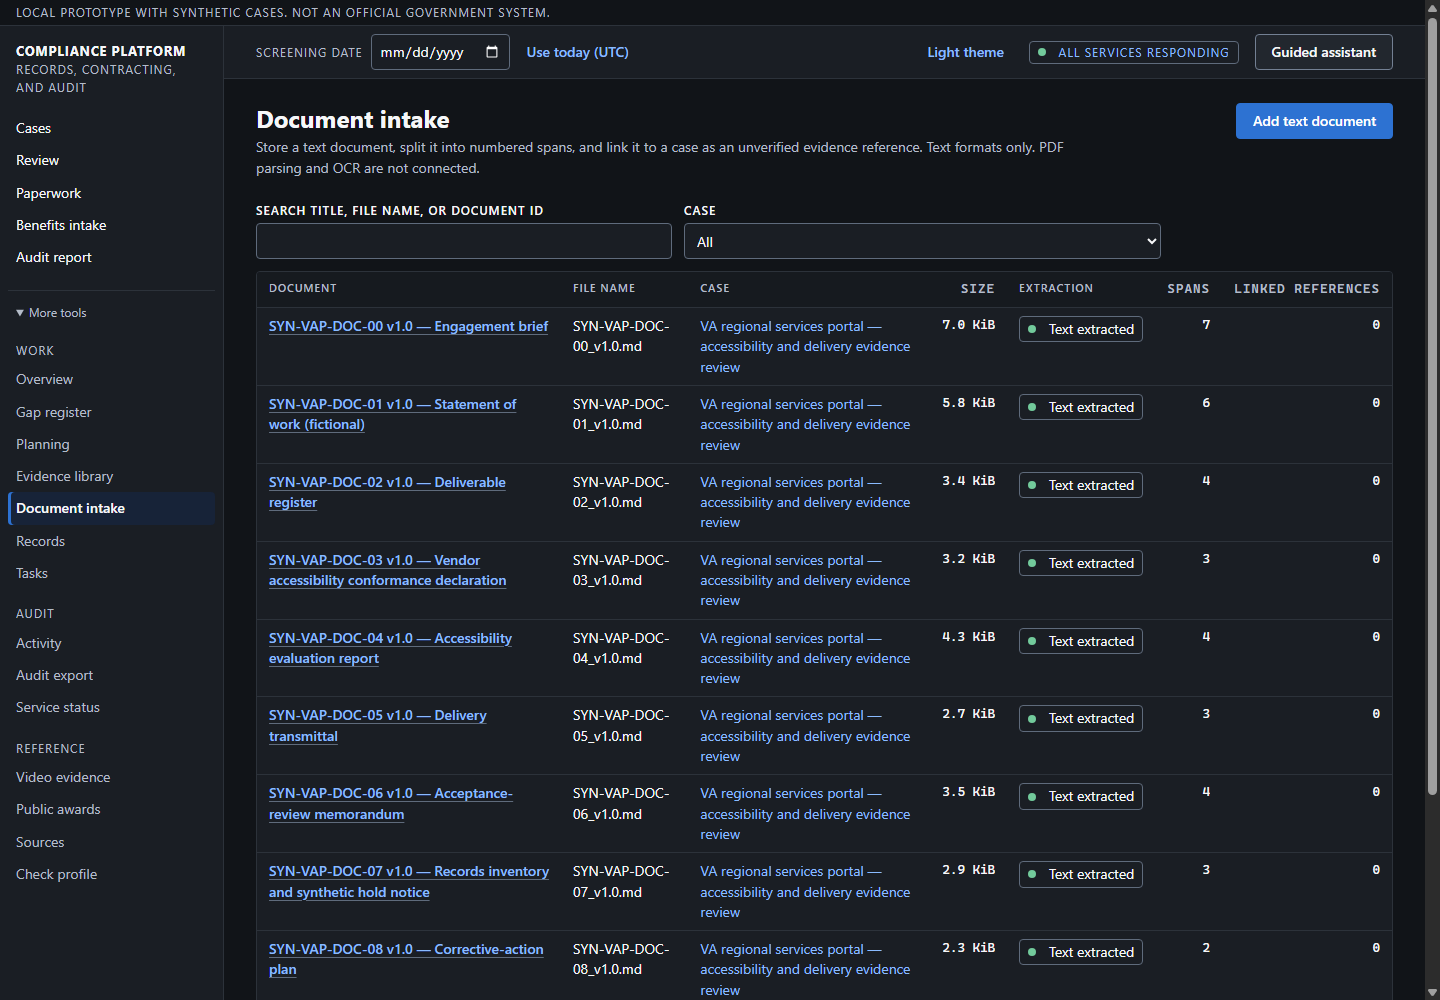 LOCAL PROTOTYPE WITH SYNTHETIC CASES. NOT AN OFFICIAL GOVERNMENT SYSTEM.
COMPLIANCE PLATFORM
RECORDS, CONTRACTING,
AND AUDIT
Cases
Review
Paperwork
Benefits intake
Audit report
▼ More tools
WORK
Overview
Gap register
Planning
Evidence library
Document intake
Records
Tasks
AUDIT
Activity
Audit export
Service status
REFERENCE
Video evidence
Public awards
Sources
Check profile
SCREENING DATE mm/dd/yyyy Use today (UTC) Light theme ALL SERVICES RESPONDING Guided assistant
Document intake
Add text document
Store a text document, split it into numbered spans, and link it to a case as an unverified evidence reference. Text formats only. PDF
parsing and OCR are not connected.
SEARCH TITLE, FILE NAME, OR DOCUMENT ID CASE
All
DOCUMENT FILE NAME CASE SIZE EXTRACTION SPANS LINKED REFERENCES
SYN-VAP-DOC-00 v1.0 — Engagement brief SYN-VAP-DOC- VA regional services portal — 7.0 KiB Text extracted 7 0
00_v1.0.md accessibility and delivery evidence
review
SYN-VAP-DOC-01 v1.0 — Statement of SYN-VAP-DOC- VA regional services portal — 5.8 KiB Text extracted 6 0
work (fictional) 01_v1.0.md accessibility and delivery evidence
review
SYN-VAP-DOC-02 v1.0 — Deliverable SYN-VAP-DOC- VA regional services portal — 3.4 KiB Text extracted 4 0
register 02_v1.0.md accessibility and delivery evidence
review
SYN-VAP-DOC-03 v1.0 — Vendor SYN-VAP-DOC- VA regional services portal — 3.2 KiB Text extracted 3 0
accessibility conformance declaration 03_v1.0.md accessibility and delivery evidence
review
SYN-VAP-DOC-04 v1.0 — Accessibility SYN-VAP-DOC- VA regional services portal — 4.3 KiB Text extracted 4 0
evaluation report 04_v1.0.md accessibility and delivery evidence
review
SYN-VAP-DOC-05 v1.0 — Delivery SYN-VAP-DOC- VA regional services portal — 2.7 KiB Text extracted 3 0
transmittal 05_v1.0.md accessibility and delivery evidence
review
SYN-VAP-DOC-06 v1.0 — Acceptance- SYN-VAP-DOC- VA regional services portal — 3.5 KiB Text extracted 4 0
review memorandum 06_v1.0.md accessibility and delivery evidence
review
SYN-VAP-DOC-07 v1.0 — Records inventory SYN-VAP-DOC- VA regional services portal — 2.9 KiB Text extracted 3 0
and synthetic hold notice 07_v1.0.md accessibility and delivery evidence
review
SYN-VAP-DOC-08 v1.0 — Corrective-action SYN-VAP-DOC- VA regional services portal — 2.3 KiB Text extracted 2 0
plan 08_v1.0.md accessibility and delivery evidence
review